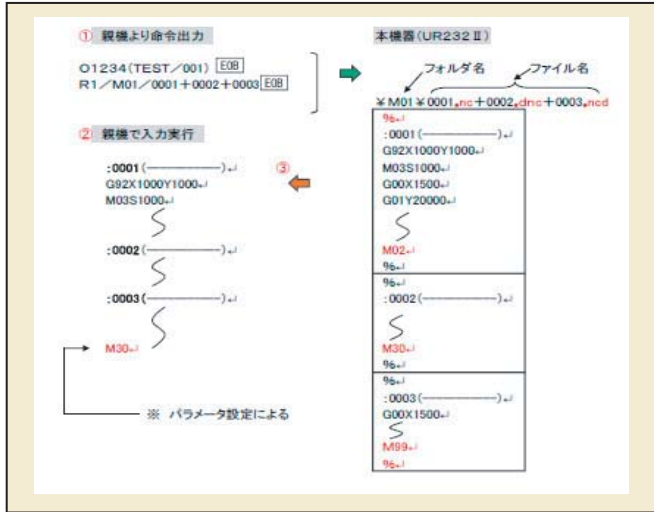 ① 親機より命令出力
O1234(TEST/001) EOB
R1/M01/0001+0002+0003 EOB
② 親機で入力実行
:0001(――――)↵
G92X1000Y1000↵
M03S1000↵
:0002(――――)↵
:0003(――――)↵
M30↵
※ パラメータ設定による
③
本機器(UR232Ⅱ)
フォルダ名
ファイル名
¥M01¥0001.nc+0002.dnc+0003.ncd
%↵
:0001(――――)↵
G92X1000Y1000↵
M03S1000↵
G00X1500↵
G01Y20000↵
M02↵
%↵
%↵
:0002(――――)↵
M30↵
%↵
%↵
:0003(――――)↵
G00X1500↵
M99↵
%↵